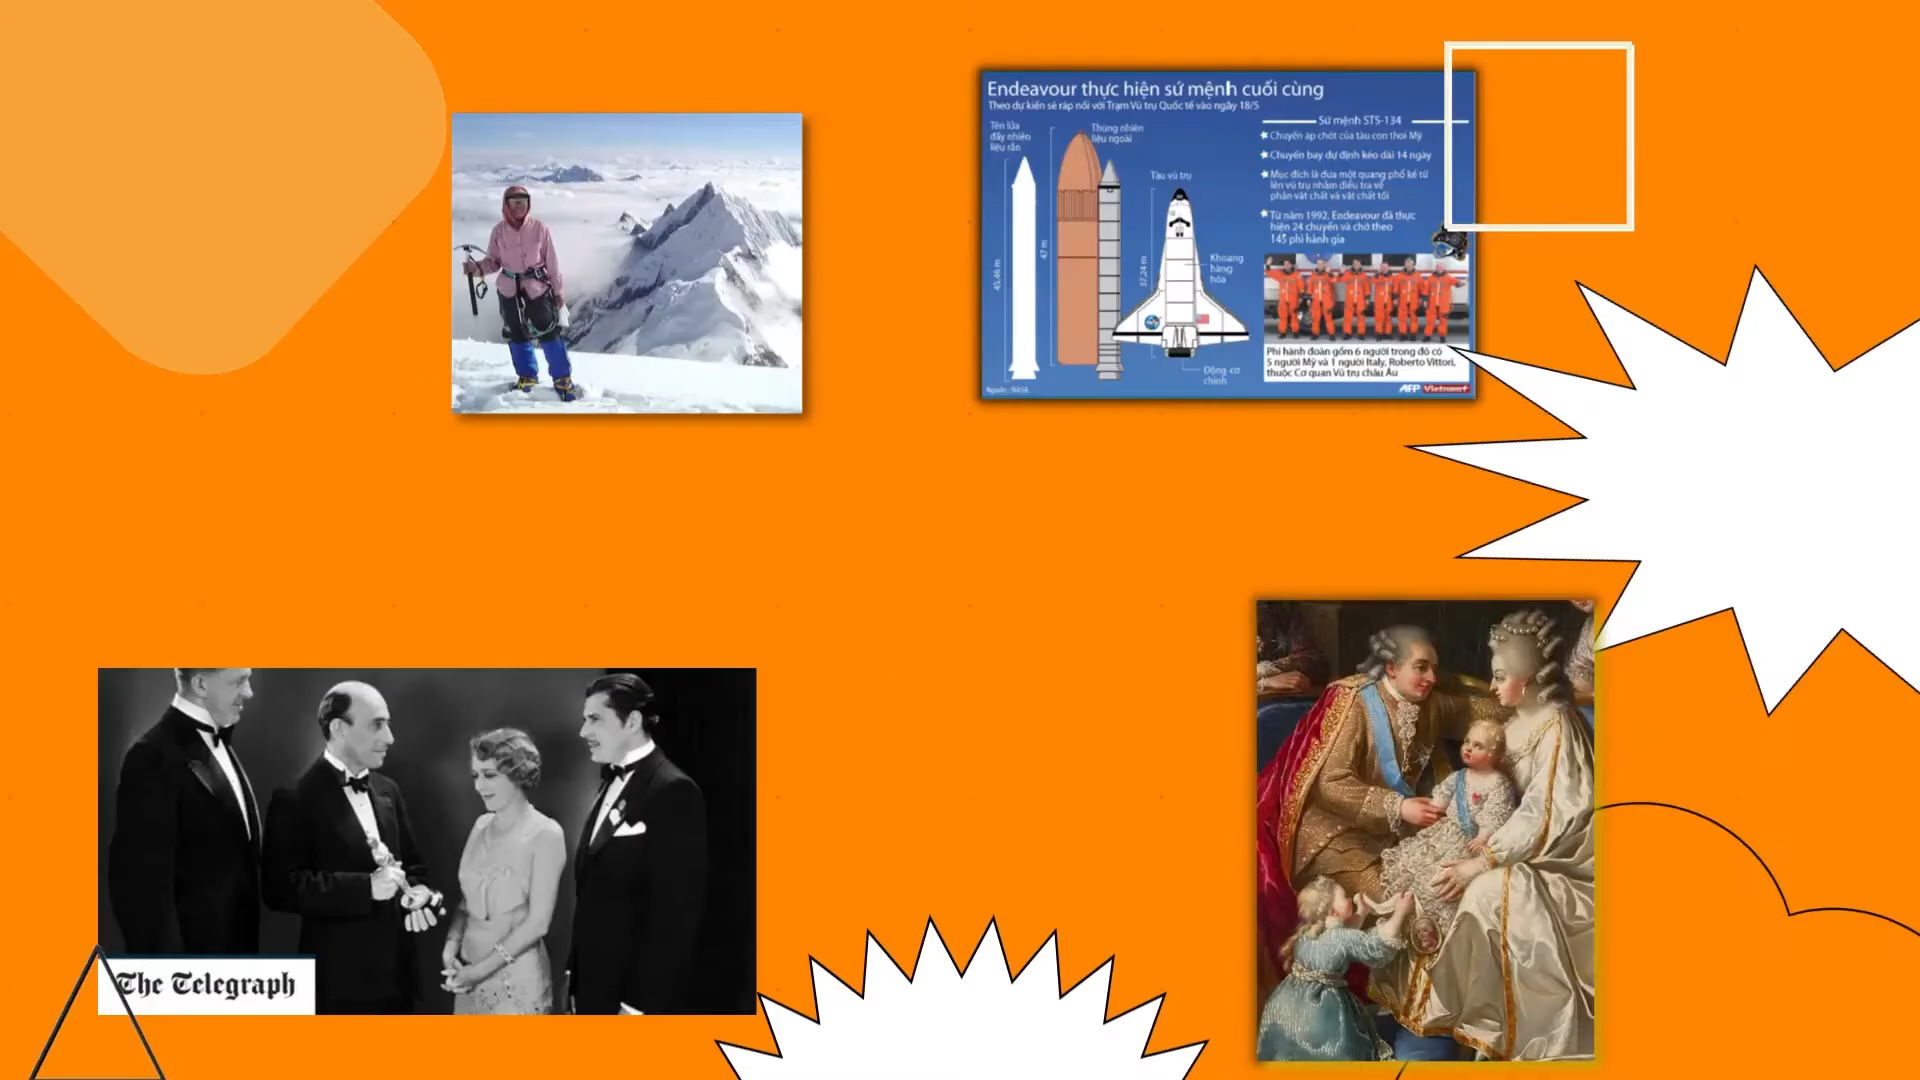 Endeavour thực hiện sứ mệnh cuối cùng
Theo dự kiến sẽ ráp nối với Trạm Vũ trụ Quốc tế vào ngày 18/5
Tên lửa
đẩy nhiên
liệu rắn
Thùng nhiên
liệu ngoài
Tàu vũ trụ
45,46 m
47 m
37,24 m
Khoang
hàng
hóa
Động cơ
chính
Nguồn: NASA
Sứ mệnh STS-134
Chuyến áp chót của tàu con thoi Mỹ
Chuyến bay dự định kéo dài 14 ngày
Mục đích là đưa một quang phổ kế từ
lên vũ trụ nhằm điều tra về
phản vật chất và vật chất tối
Từ năm 1992, Endeavour đã thực
hiện 24 chuyến và chở theo
145 phi hành gia
Phi hành đoàn gồm 6 người trong đó có
5 người Mỹ và 1 người Italy, Roberto Vittori,
thuộc Cơ quan Vũ trụ châu Âu
AFP Vietnam+
The Telegraph